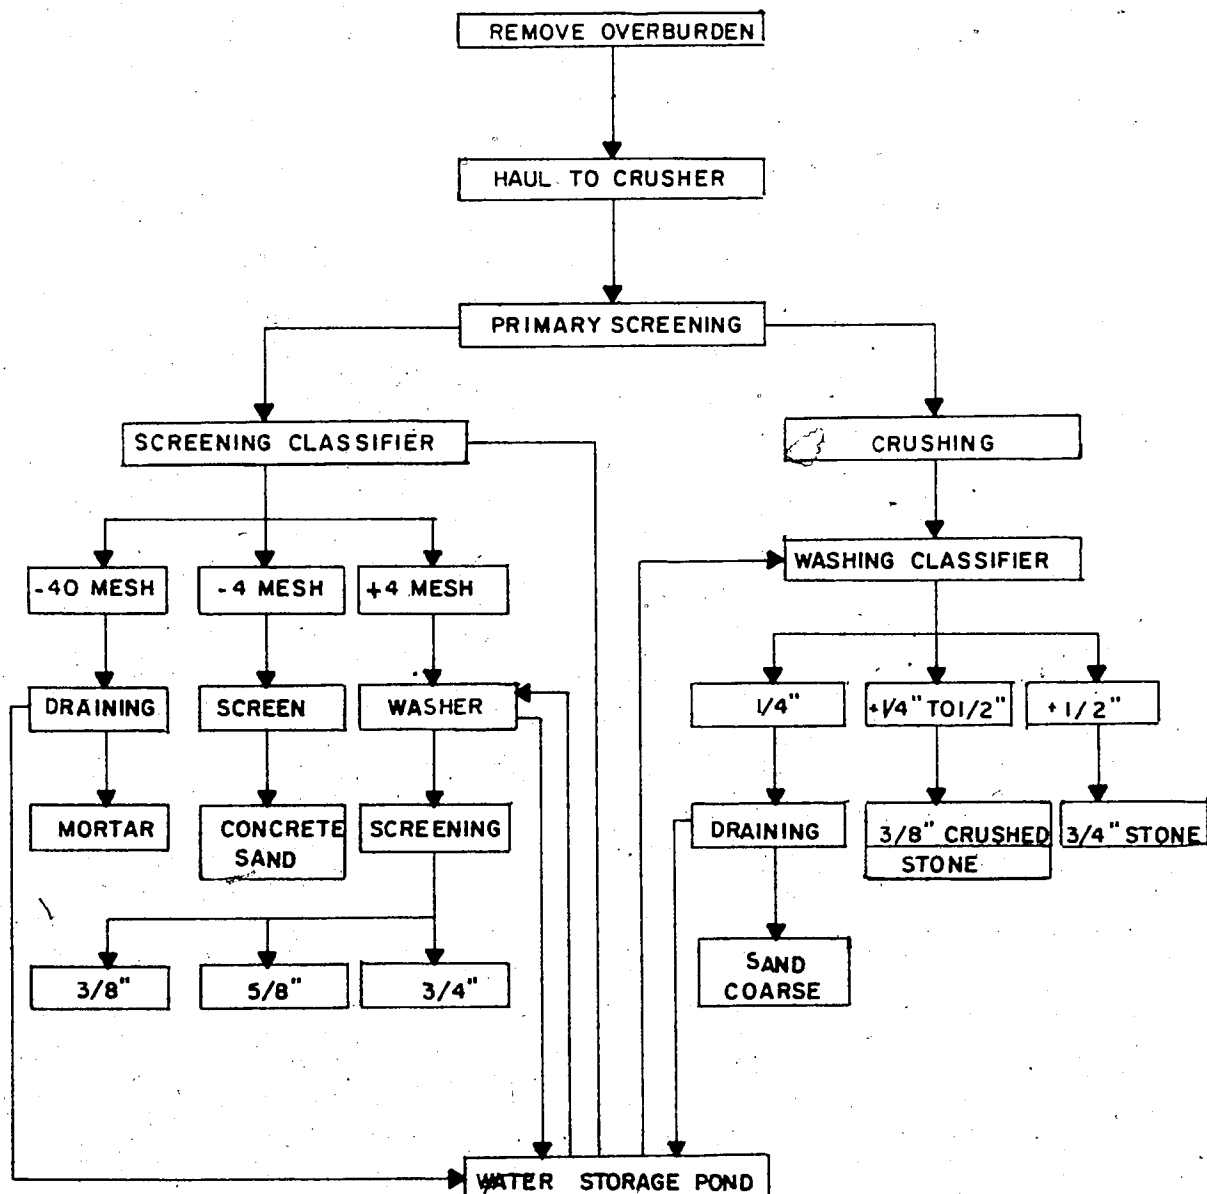 REMOVE OVERBURDEN
HAUL TO CRUSHER
PRIMARY SCREENING
SCREENING CLASSIFIER
CRUSHING
WASHING CLASSIFIER
-40 MESH
-4 MESH
+4 MESH
DRAINING
SCREEN
WASHER
1/4"
+1/4" TO 1/2"
+1/2"
MORTAR
CONCRETE
SAND
SCREENING
DRAINING
3/8" CRUSHED
STONE
3/4" STONE
3/8"
5/8"
3/4"
SAND
COARSE
WATER STORAGE POND